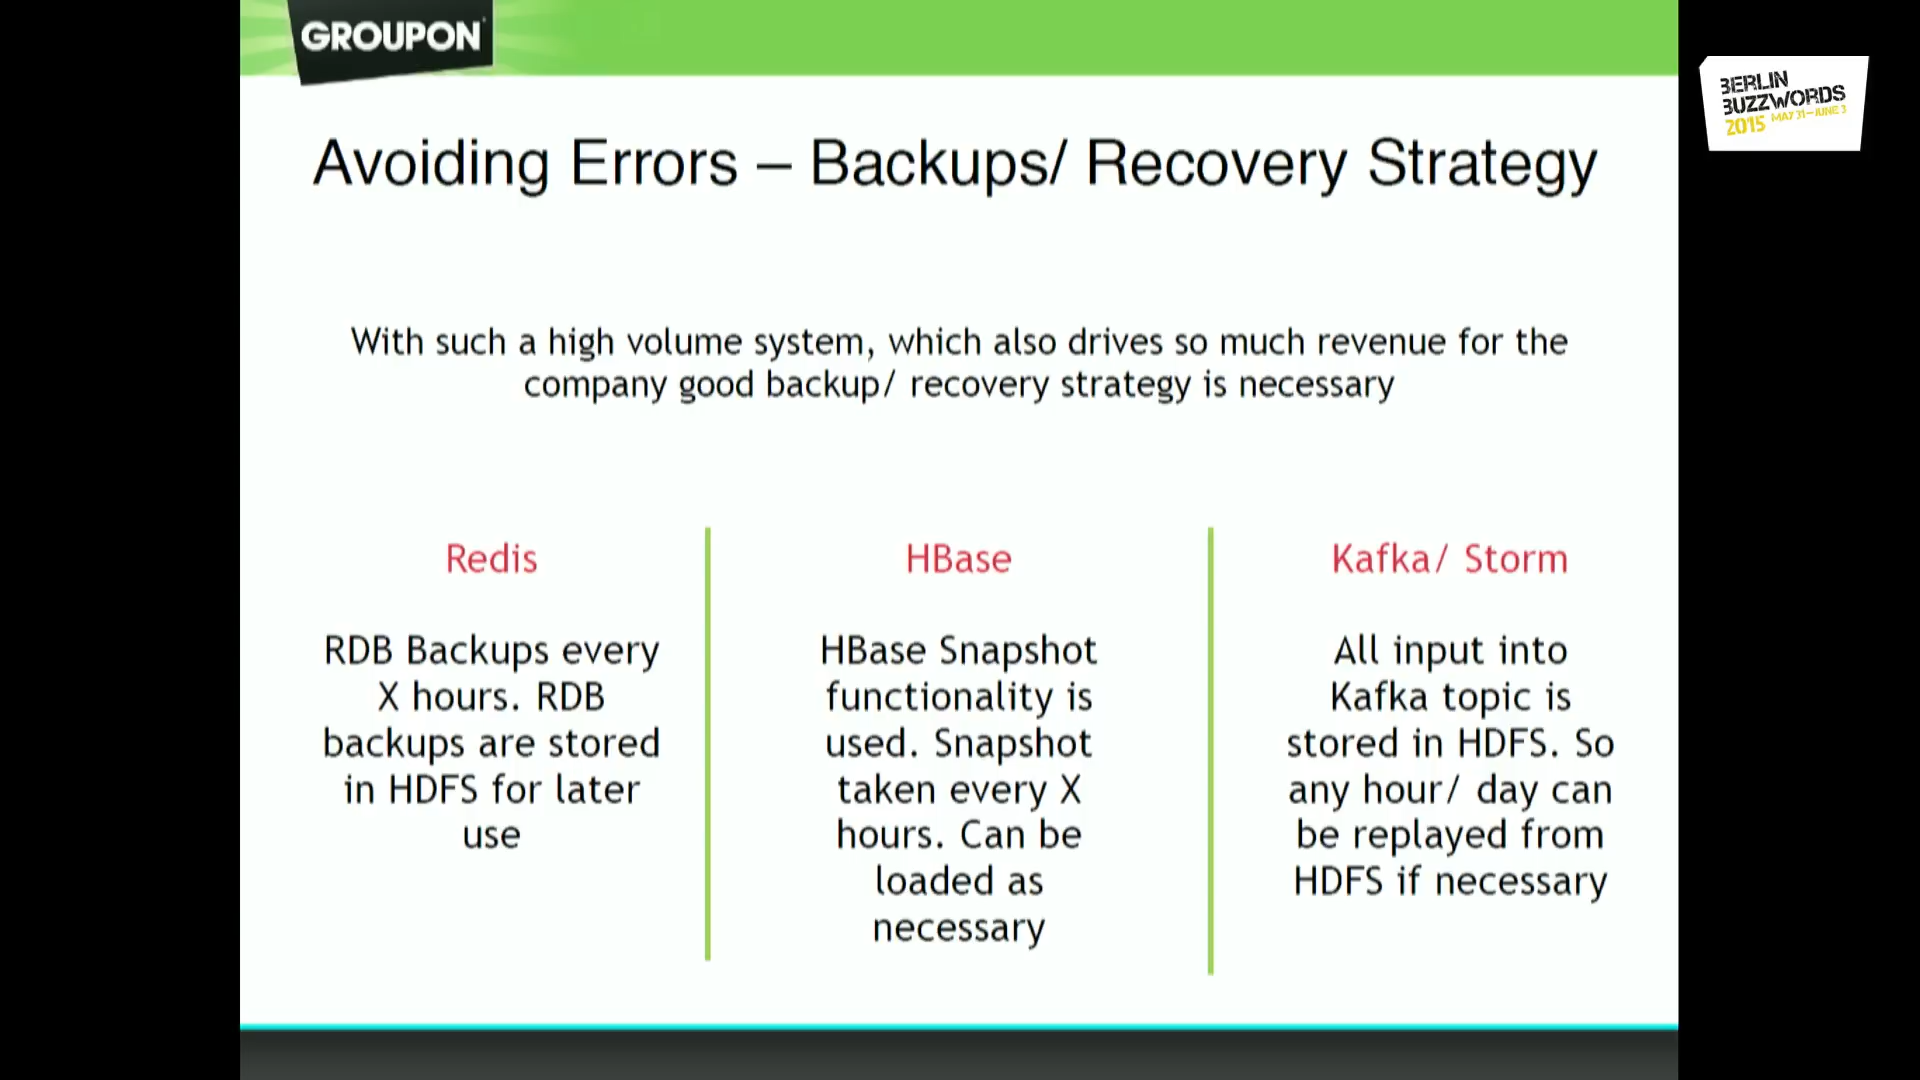 GROUPON
BERLIN
BUZZWORDS
2015 MAY 31-JUNE 3
Avoiding Errors – Backups/ Recovery Strategy
With such a high volume system, which also drives so much revenue for the
company good backup/ recovery strategy is necessary
Redis
RDB Backups every
X hours. RDB
backups are stored
in HDFS for later
use
HBase
HBase Snapshot
functionality is
used. Snapshot
taken every X
hours. Can be
loaded as
necessary
Kafka/ Storm
All input into
Kafka topic is
stored in HDFS. So
any hour/ day can
be replayed from
HDFS if necessary